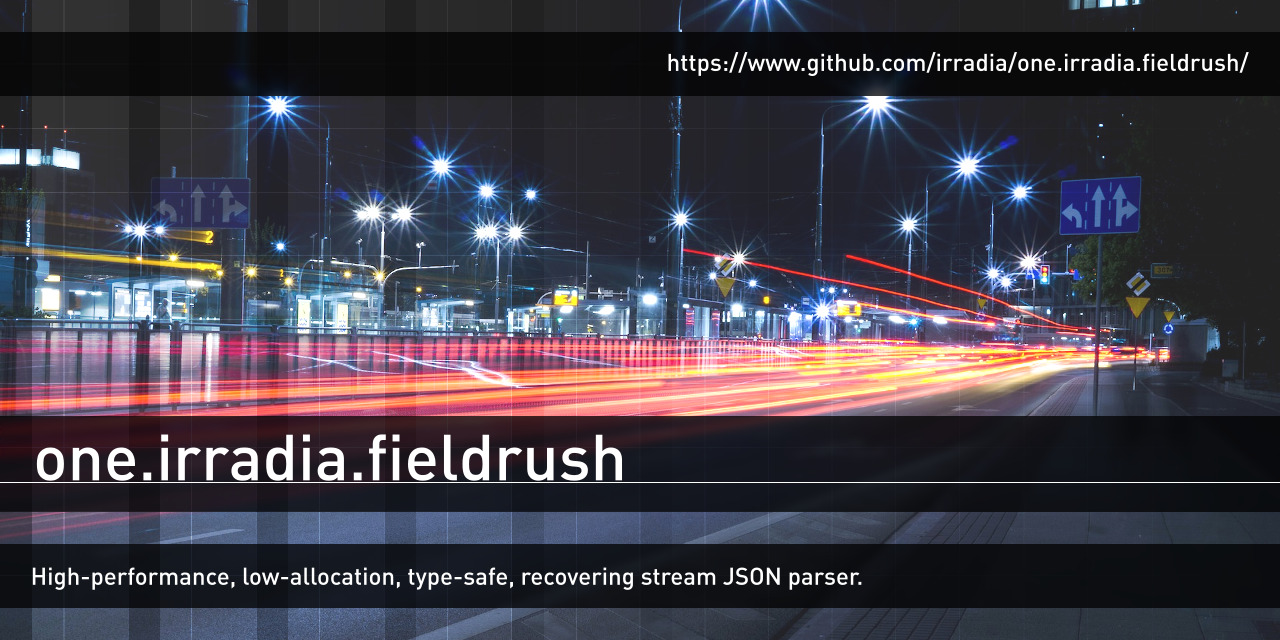 https://www.github.com/irradia/one.irradia.fieldrush/
one.irradia.fieldrush
High-performance, low-allocation, type-safe, recovering stream JSON parser.